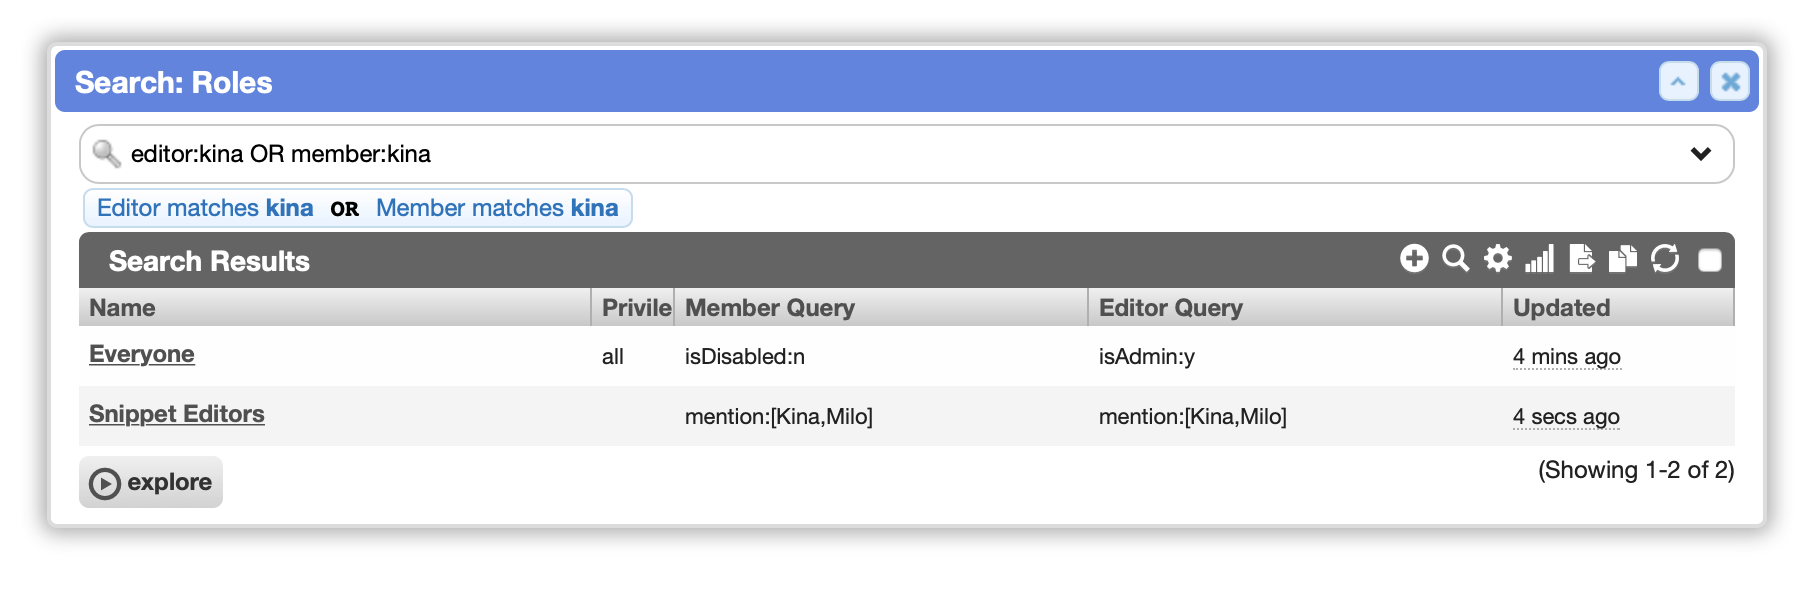 Search: Roles
editor:kina OR member:kina
Editor matches kina OR Member matches kina
Search Results
Name Privile Member Query Editor Query Updated
Everyone all isDisabled:n isAdmin:y 4 mins ago
Snippet Editors mention:[Kina,Milo] mention:[Kina,Milo] 4 secs ago
explore (Showing 1-2 of 2)